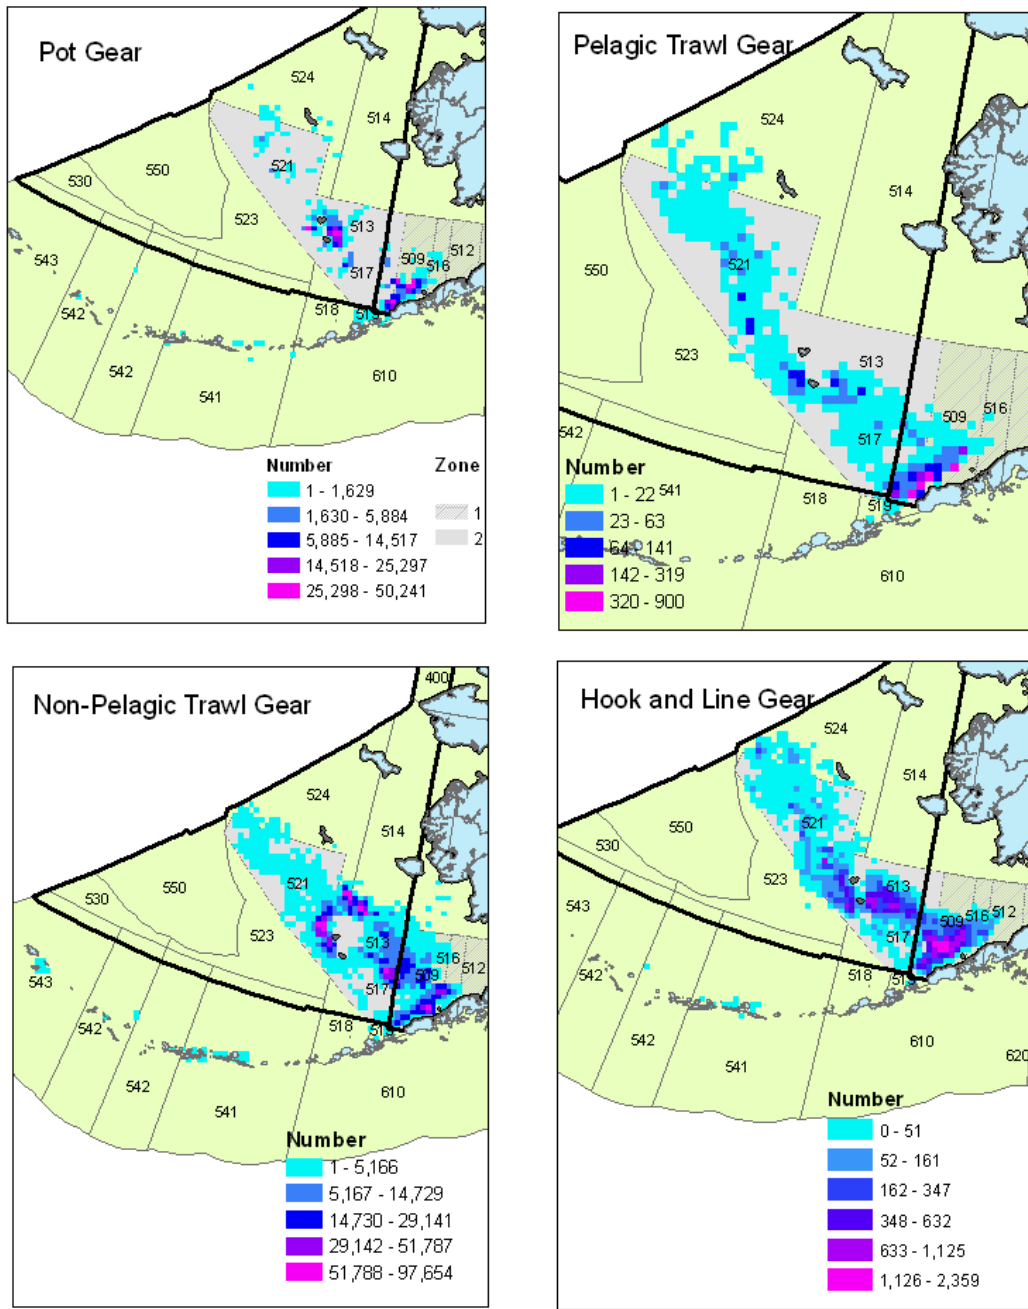 Pot Gear
524
514
530
550
521
523
513
543
517
509
516
512
542
518
519
542
541
610
Number
Zone
1 - 1,629
1,630 - 5,884
1
5,885 - 14,517
2
14,518 - 25,297
25,298 - 50,241
Pelagic Trawl Gear
524
514
550
521
523
513
509
516
542
517
518
519
541
610
Number
1 - 22
23 - 63
64 - 141
142 - 319
320 - 900
Non-Pelagic Trawl Gear
400
524
514
530
550
521
523
513
516
512
543
509
517
542
518
542
541
610
Number
1 - 5,166
5,167 - 14,729
14,730 - 29,141
29,142 - 51,787
51,788 - 97,654
Hook and Line Gear
524
514
550
521
530
523
513
543
509
516
512
517
542
518
542
541
610
620
Number
0 - 51
52 - 161
162 - 347
348 - 632
633 - 1,125
1,126 - 2,359